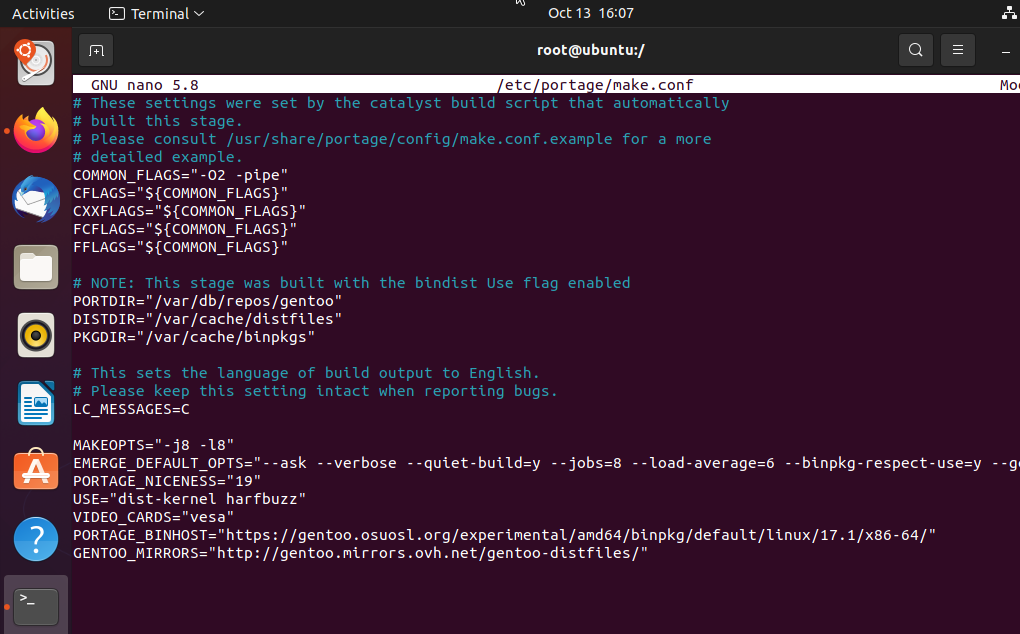 Activities Terminal Oct 13 16:07
root@ubuntu:/
GNU nano 5.8 /etc/portage/make.conf
# These settings were set by the catalyst build script that automatically
# built this stage.
# Please consult /usr/share/portage/config/make.conf.example for a more
# detailed example.
COMMON_FLAGS="-O2 -pipe"
CFLAGS="${COMMON_FLAGS}"
CXXFLAGS="${COMMON_FLAGS}"
FCFLAGS="${COMMON_FLAGS}"
FFLAGS="${COMMON_FLAGS}"
# NOTE: This stage was built with the bindist Use flag enabled
PORTDIR="/var/db/repos/gentoo"
DISTDIR="/var/cache/distfiles"
PKGDIR="/var/cache/binpkgs"
# This sets the language of build output to English.
# Please keep this setting intact when reporting bugs.
LC_MESSAGES=C
MAKEOPTS="-j8 -l8"
EMERGE_DEFAULT_OPTS="--ask --verbose --quiet-build=y --jobs=8 --load-average=6 --binpkg-respect-use=y
PORTAGE_NICENESS="19"
USE="dist-kernel harfbuzz"
VIDEO_CARDS="vesa"
PORTAGE_BINHOST="https://gentoo.osuosl.org/experimental/amd64/binpkg/default/linux/17.1/x86-64/"
GENTOO_MIRRORS="http://gentoo.mirrors.ovh.net/gentoo-distfiles/"